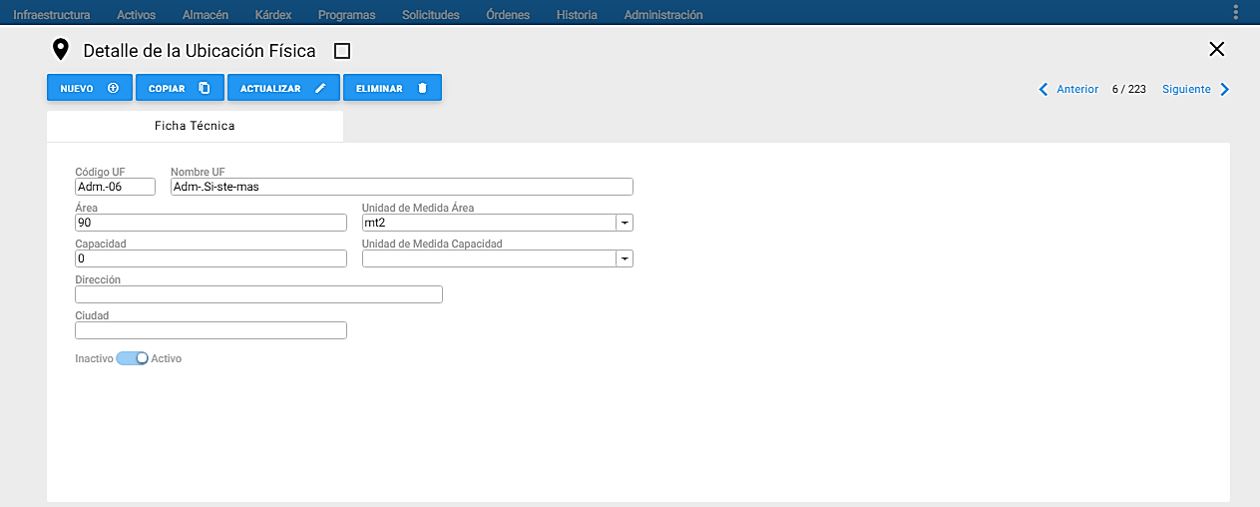 Infraestructura Activos Almacén Kárdex Programas Solicitudes Órdenes Historia Administración
Detalle de la Ubicación Física
NUEVO COPIAR ACTUALIZAR ELIMINAR Anterior 6 / 223 Siguiente
Ficha Técnica
Código UF Nombre UF
Adm.-06 Adm-.Si-ste-mas
Área Unidad de Medida Área
90 mt2
Capacidad Unidad de Medida Capacidad
0
Dirección
Ciudad
Inactivo Activo